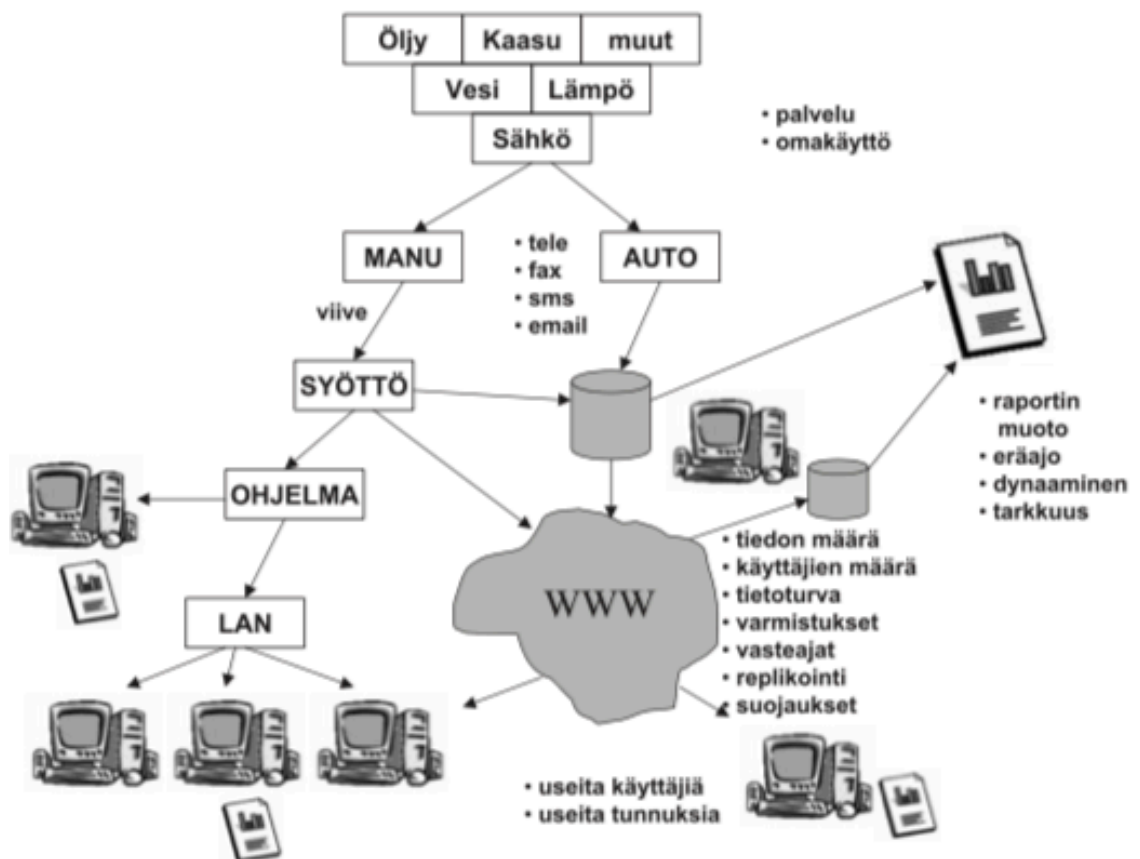 Öljy Kaasu muut
Vesi Lämpö
Sähkö
• palvelu
• omakäyttö
MANU
• tele
• fax
• sms
• email
AUTO
viive
SYÖTTÖ
OHJELMA
LAN
WWW
• raportin
muoto
• eräajo
• dynaaminen
• tarkkuus
• tiedon määrä
• käyttäjien määrä
• tietoturva
• varmistukset
• vasteajat
• replikointi
• suojaukset
• useita käyttäjiä
• useita tunnuksia